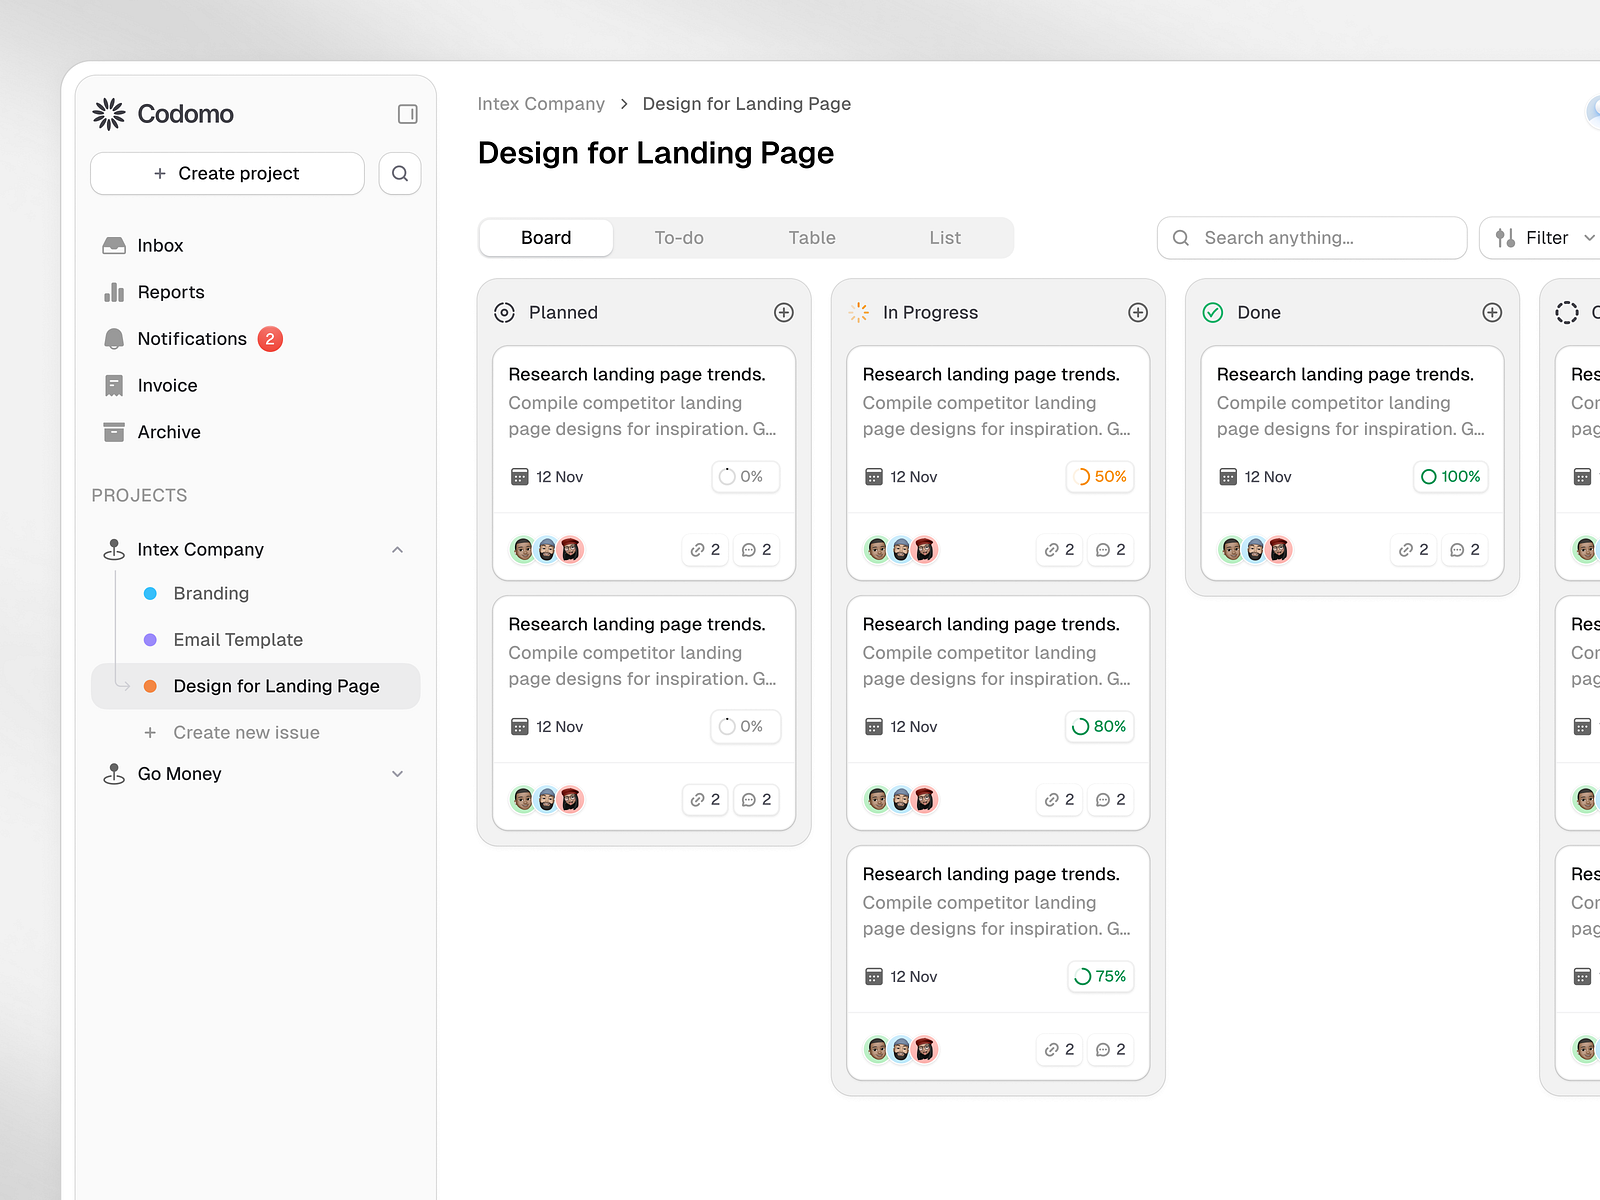 Codomo
Create project
Inbox
Reports
Notifications 2
Invoice
Archive
PROJECTS
Intex Company
Branding
Email Template
Design for Landing Page
Create new issue
Go Money
Intex Company > Design for Landing Page
Design for Landing Page
Board To-do Table List
Search anything...
Filter
Planned
Research landing page trends.
Compile competitor landing
page designs for inspiration. G...
12 Nov 0%
2 2
Research landing page trends.
Compile competitor landing
page designs for inspiration. G...
12 Nov 0%
2 2
In Progress
Research landing page trends.
Compile competitor landing
page designs for inspiration. G...
12 Nov 50%
2 2
Research landing page trends.
Compile competitor landing
page designs for inspiration. G...
12 Nov 80%
2 2
Research landing page trends.
Compile competitor landing
page designs for inspiration. G...
12 Nov 75%
2 2
Done
Research landing page trends.
Compile competitor landing
page designs for inspiration. G...
12 Nov 100%
2 2